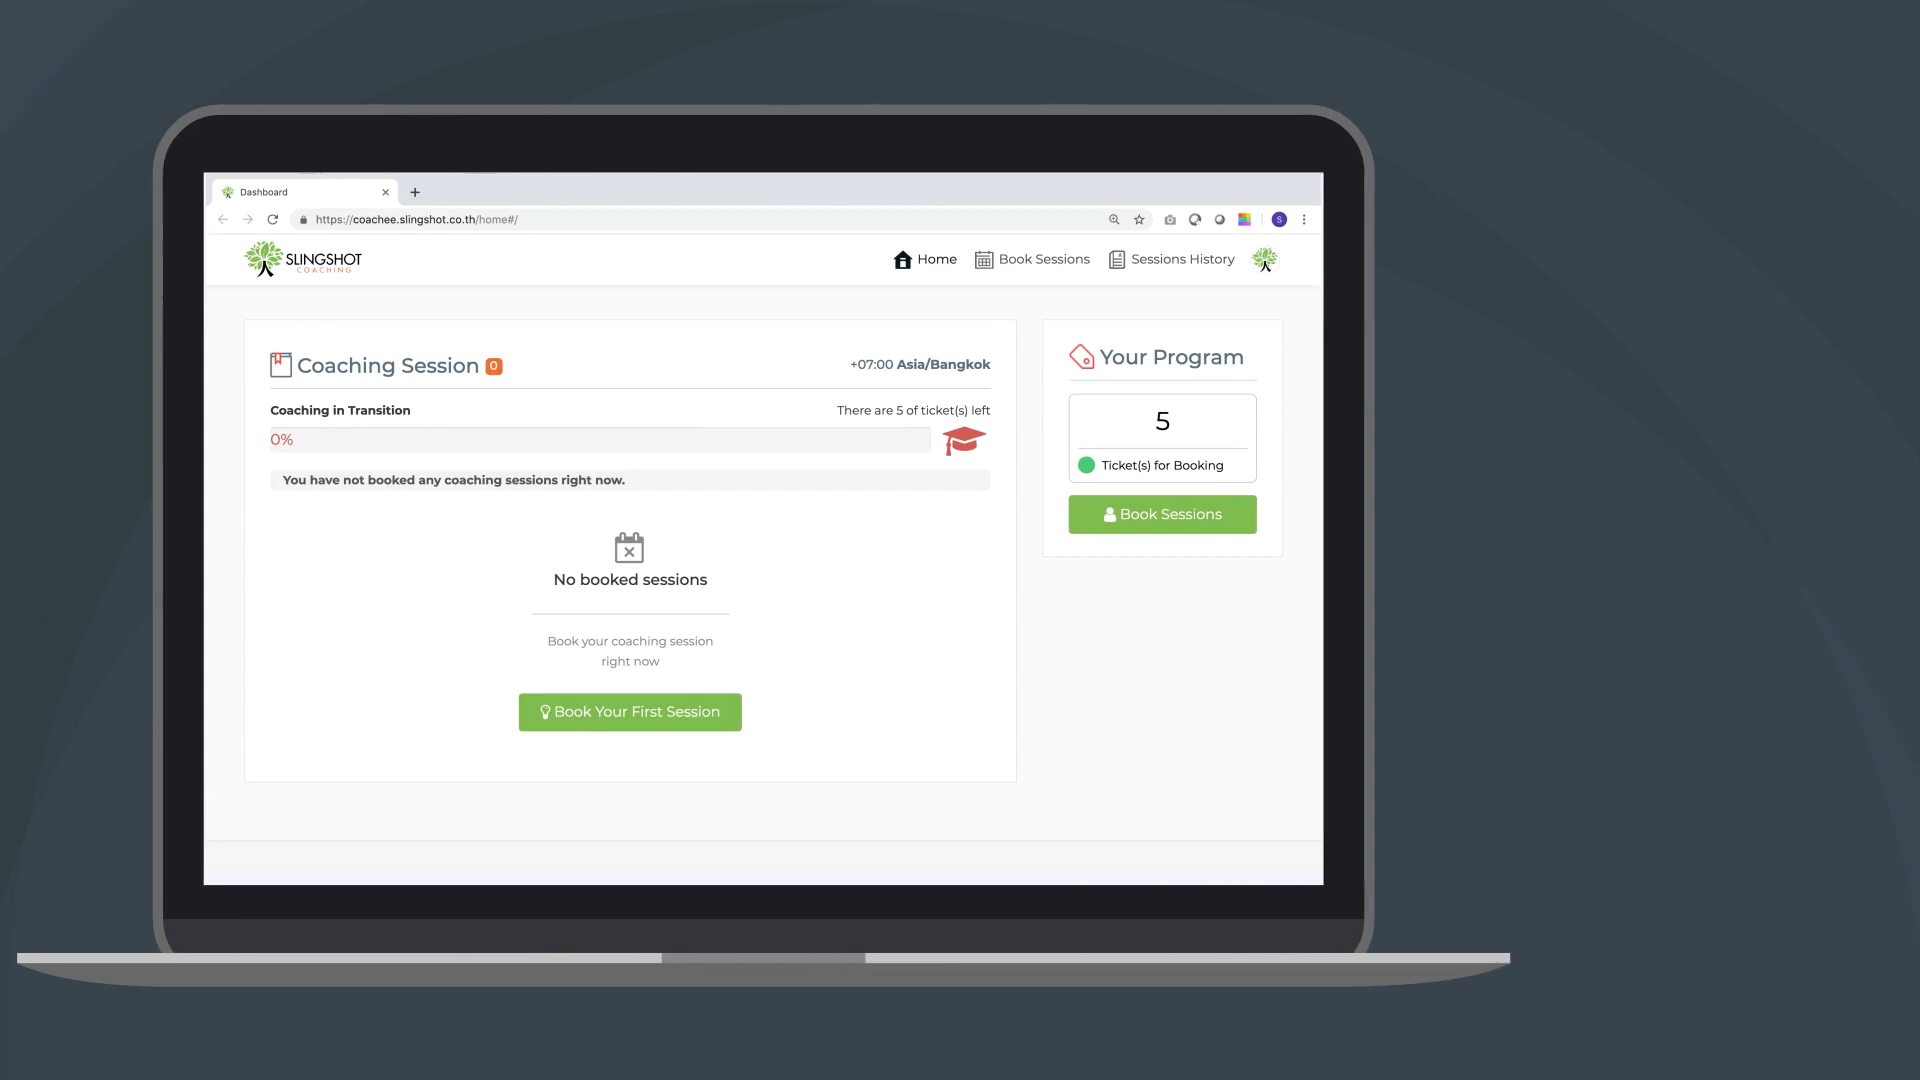 Dashboard
https://coachee.slingshot.co.th/home#/
S
SLINGSHOT
COACHING
Home
Book Sessions
Sessions History
Coaching Session 0
+07:00 Asia/Bangkok
Coaching in Transition
There are 5 of ticket(s) left
0%
You have not booked any coaching sessions right now.
No booked sessions
Book your coaching session
right now
Book Your First Session
Your Program
5
Ticket(s) for Booking
Book Sessions